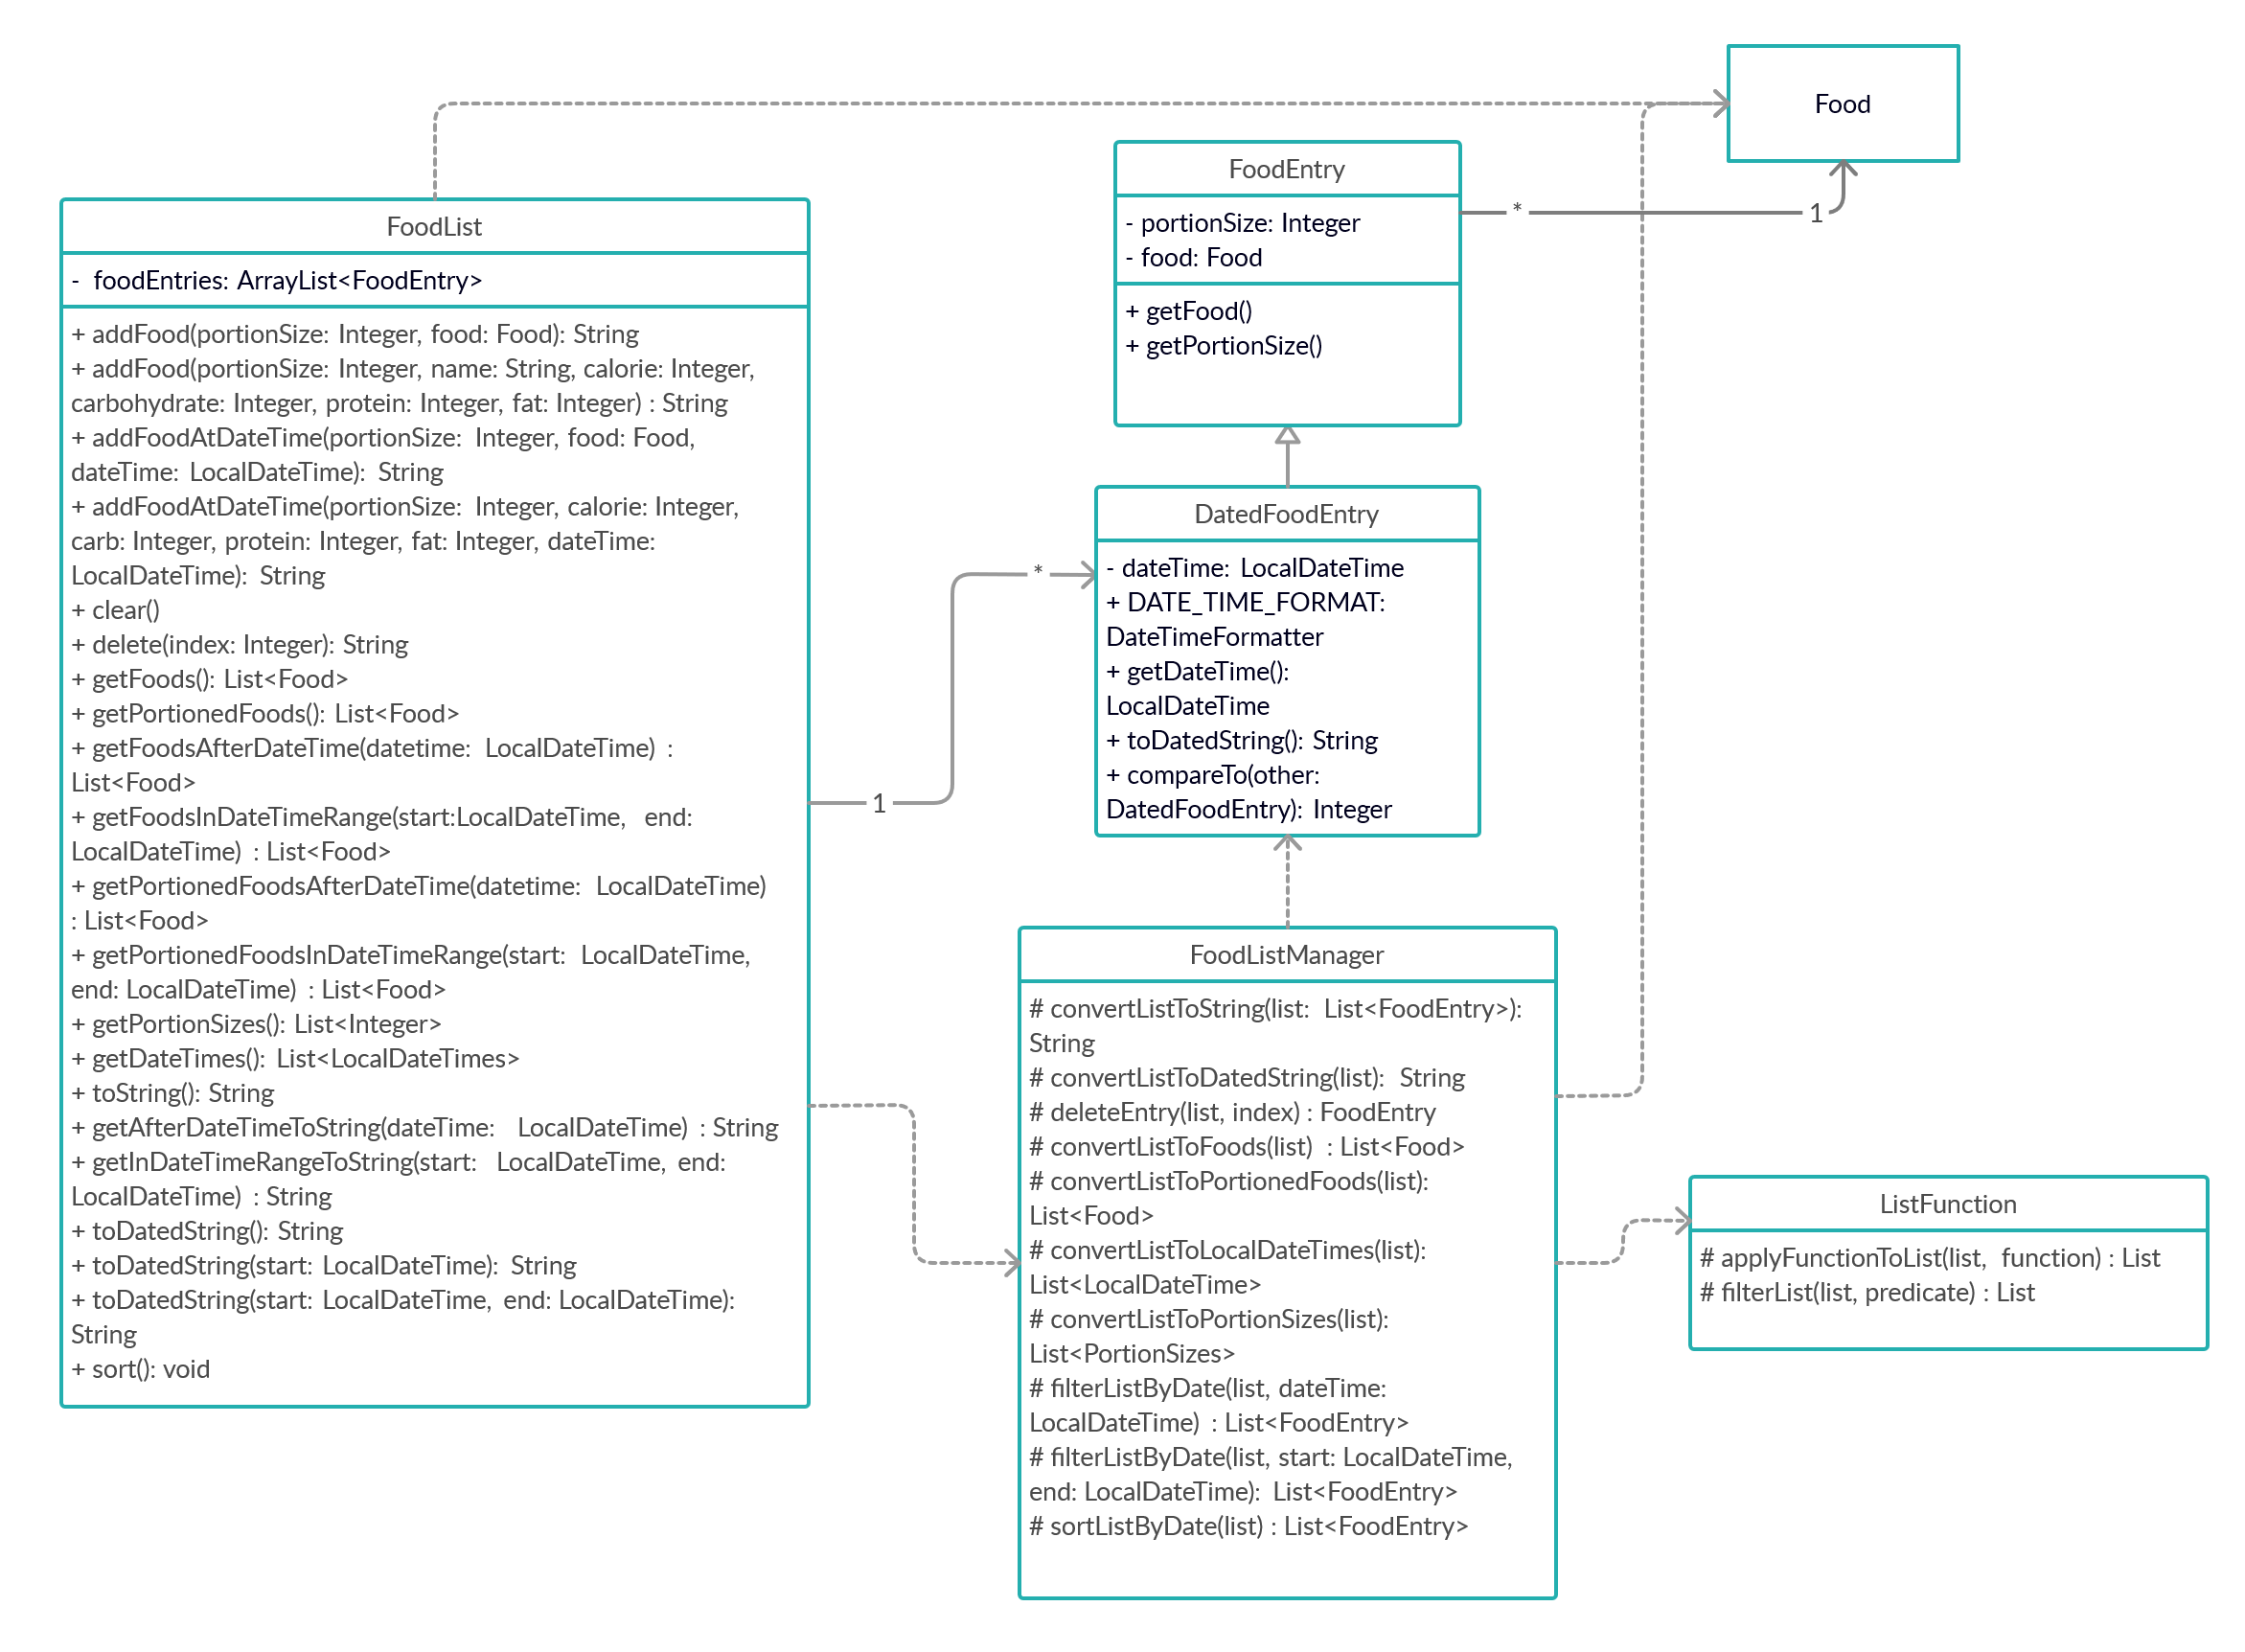 Food
FoodEntry
- portionSize: Integer
- food: Food
+ getFood()
+ getPortionSize()
*
1
FoodList
- foodEntries: ArrayList<FoodEntry>
+ addFood(portionSize: Integer, food: Food): String
+ addFood(portionSize: Integer, name: String, calorie: Integer,
carbohydrate: Integer, protein: Integer, fat: Integer) : String
+ addFoodAtDateTime(portionSize: Integer, food: Food,
dateTime: LocalDateTime): String
+ addFoodAtDateTime(portionSize: Integer, calorie: Integer,
carb: Integer, protein: Integer, fat: Integer, dateTime:
LocalDateTime): String
+ clear()
+ delete(index: Integer): String
+ getFoods(): List<Food>
+ getPortionedFoods(): List<Food>
+ getFoodsAfterDateTime(datetime: LocalDateTime) :
List<Food>
+ getFoodsInDateTimeRange(start:LocalDateTime, end:
LocalDateTime) : List<Food>
+ getPortionedFoodsAfterDateTime(datetime: LocalDateTime)
: List<Food>
+ getPortionedFoodsInDateTimeRange(start: LocalDateTime,
end: LocalDateTime) : List<Food>
+ getPortionSizes(): List<Integer>
+ getDateTimes(): List<LocalDateTimes>
+ toString(): String
+ getAfterDateTimeToString(dateTime: LocalDateTime) : String
+ getInDateTimeRangeToString(start: LocalDateTime, end:
LocalDateTime) : String
+ toDatedString(): String
+ toDatedString(start: LocalDateTime): String
+ toDatedString(start: LocalDateTime, end: LocalDateTime):
String
+ sort(): void
1
*
DatedFoodEntry
- dateTime: LocalDateTime
+ DATE_TIME_FORMAT:
DateTimeFormatter
+ getDateTime():
LocalDateTime
+ toDatedString(): String
+ compareTo(other:
DatedFoodEntry): Integer
FoodListManager
# convertListToString(list: List<FoodEntry>):
String
# convertListToDatedString(list): String
# deleteEntry(list, index) : FoodEntry
# convertListToFoods(list) : List<Food>
# convertListToPortionedFoods(list):
List<Food>
# convertListToLocalDateTimes(list):
List<LocalDateTime>
# convertListToPortionSizes(list):
List<PortionSizes>
# filterListByDate(list, dateTime:
LocalDateTime) : List<FoodEntry>
# filterListByDate(list, start: LocalDateTime,
end: LocalDateTime): List<FoodEntry>
# sortListByDate(list) : List<FoodEntry>
ListFunction
# applyFunctionToList(list, function) : List
# filterList(list, predicate) : List